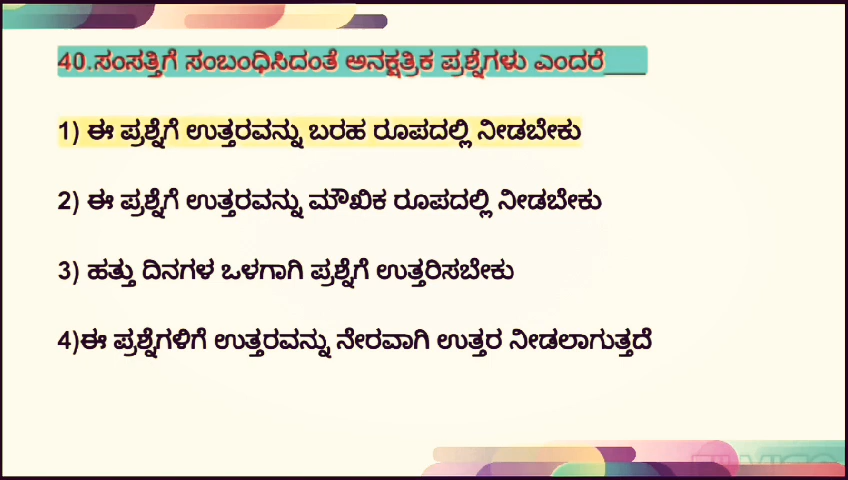 40.ಸಂಸತ್ತಿಗೆ ಸಂಬಂಧಿಸಿದಂತೆ ಅನಕ್ಷತ್ರಿಕ ಪ್ರಶ್ನೆಗಳು ಎಂದರೆ____
1) ಈ ಪ್ರಶ್ನೆಗೆ ಉತ್ತರವನ್ನು ಬರಹ ರೂಪದಲ್ಲಿ ನೀಡಬೇಕು
2) ಈ ಪ್ರಶ್ನೆಗೆ ಉತ್ತರವನ್ನು ಮೌಖಿಕ ರೂಪದಲ್ಲಿ ನೀಡಬೇಕು
3) ಹತ್ತು ದಿನಗಳ ಒಳಗಾಗಿ ಪ್ರಶ್ನೆಗೆ ಉತ್ತರಿಸಬೇಕು
4)ಈ ಪ್ರಶ್ನೆಗಳಿಗೆ ಉತ್ತರವನ್ನು ನೇರವಾಗಿ ಉತ್ತರ ನೀಡಲಾಗುತ್ತದೆ